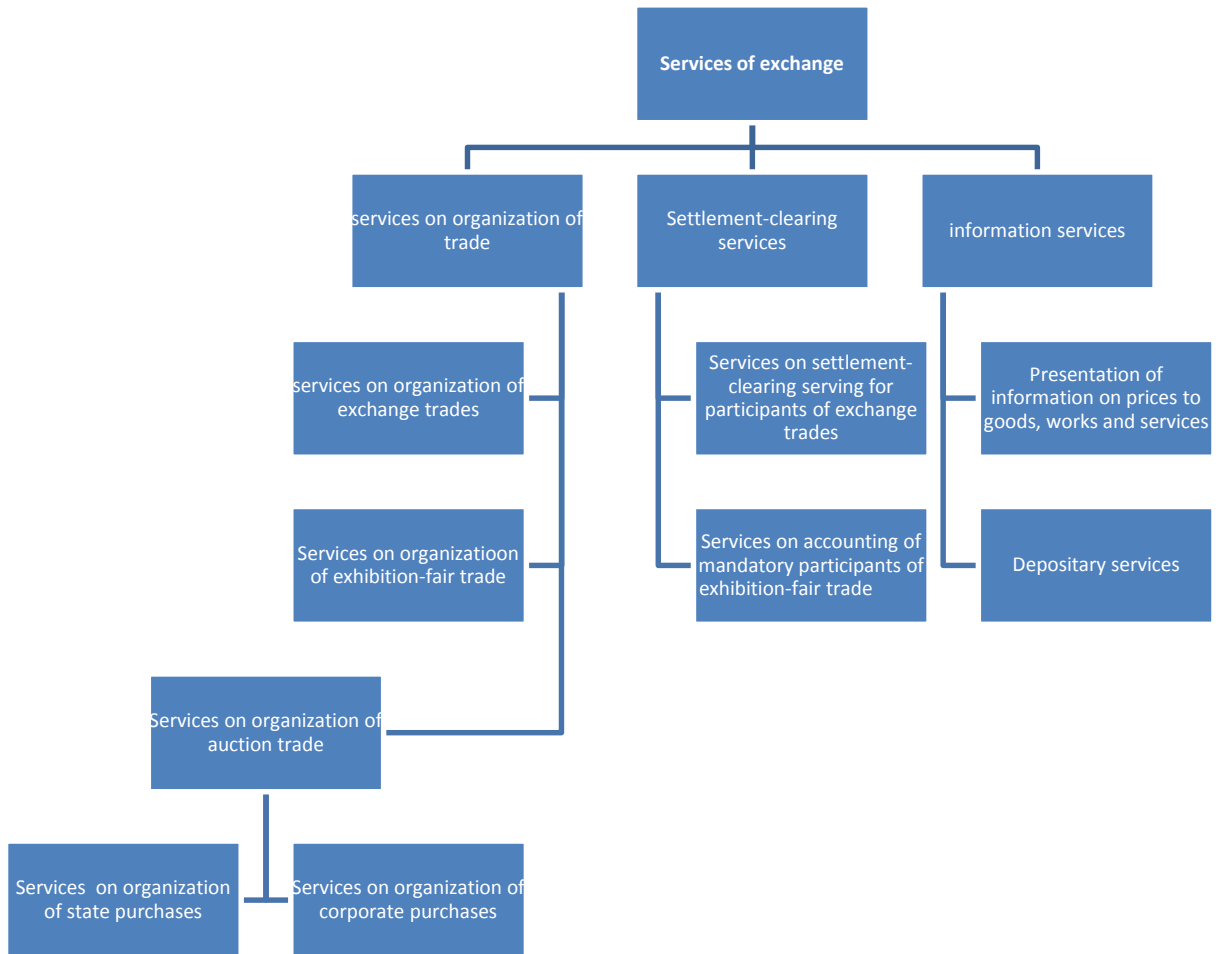 Services of exchange
services on organization of
trade
Settlement-clearing
services
information services
services on organization of
exchange trades
Services on settlement-
clearing serving for
participants of exchange
trades
Presentation of
information on prices to
goods, works and services
Services on organizatioon
of exhibition-fair trade
Services on accounting of
mandatory participants of
exhibition-fair trade
Depositary services
Services on organization of
auction trade
Services  on organization
of state purchases
Services on organization of
corporate purchases